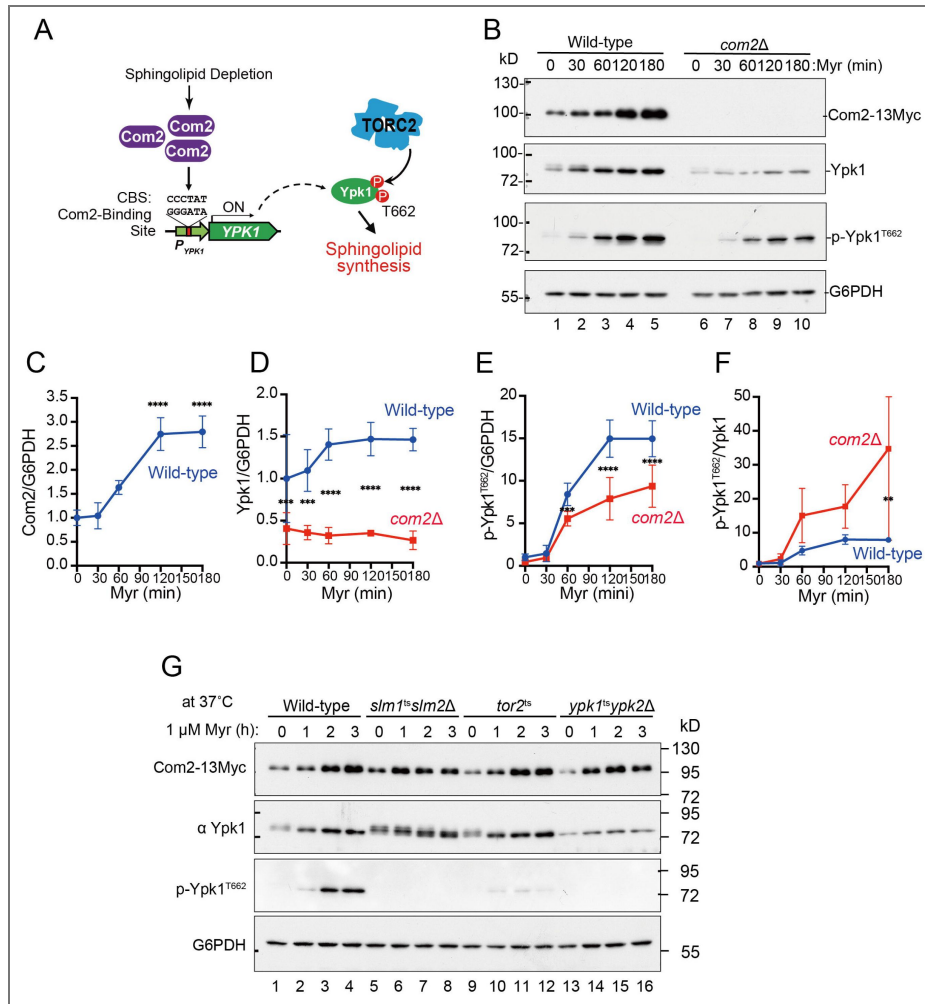 A
Sphingolipid Depletion
Com2
Com2
Com2
CBS:
Com2-Binding
Site
CCCTAT
GGGATA
ON
P YPK1
YPK1
TORC2
Ypk1
P
P
T662
Sphingolipid
synthesis
B
Wild-type com2Δ
kD 0 30 60 120 180 0 30 60 120 180 :Myr (min)
130-
100- -Com2-13Myc
100-
72- -Ypk1
100-
72- -p-Ypk1T662
55- -G6PDH
1 2 3 4 5 6 7 8 9 10
C
Com2/G6PDH
3.5
3.0
2.5
2.0
1.5
1.0
0.5
0.0
**** ****
Wild-type
0 30 60 120 150 180
Myr (min)
D
Ypk1/G6PDH
2.0
1.5
1.0
0.5
0.0
Wild-type
*** *** **** **** ****
com2Δ
0 30 60 120 150 180
Myr (min)
E
p-Ypk1T662/G6PDH
20
15
10
5
0
Wild-type
*** **** ****
com2Δ
0 30 60 120 150 180
Myr (mini)
F
p-Ypk1T662/Ypk1
50
40
30
20
10
0
com2Δ
**
Wild-type
0 30 60 120 150 180
Myr (min)
G
at 37˚C Wild-type slm1ts slm2Δ tor2ts ypk1ts ypk2Δ
1 µM Myr (h): 0 1 2 3 0 1 2 3 0 1 2 3 0 1 2 3 kD
130
Com2-13Myc 95
72
95
α Ypk1 72
95
p-Ypk1T662 72
G6PDH
55
1 2 3 4 5 6 7 8 9 10 11 12 13 14 15 16